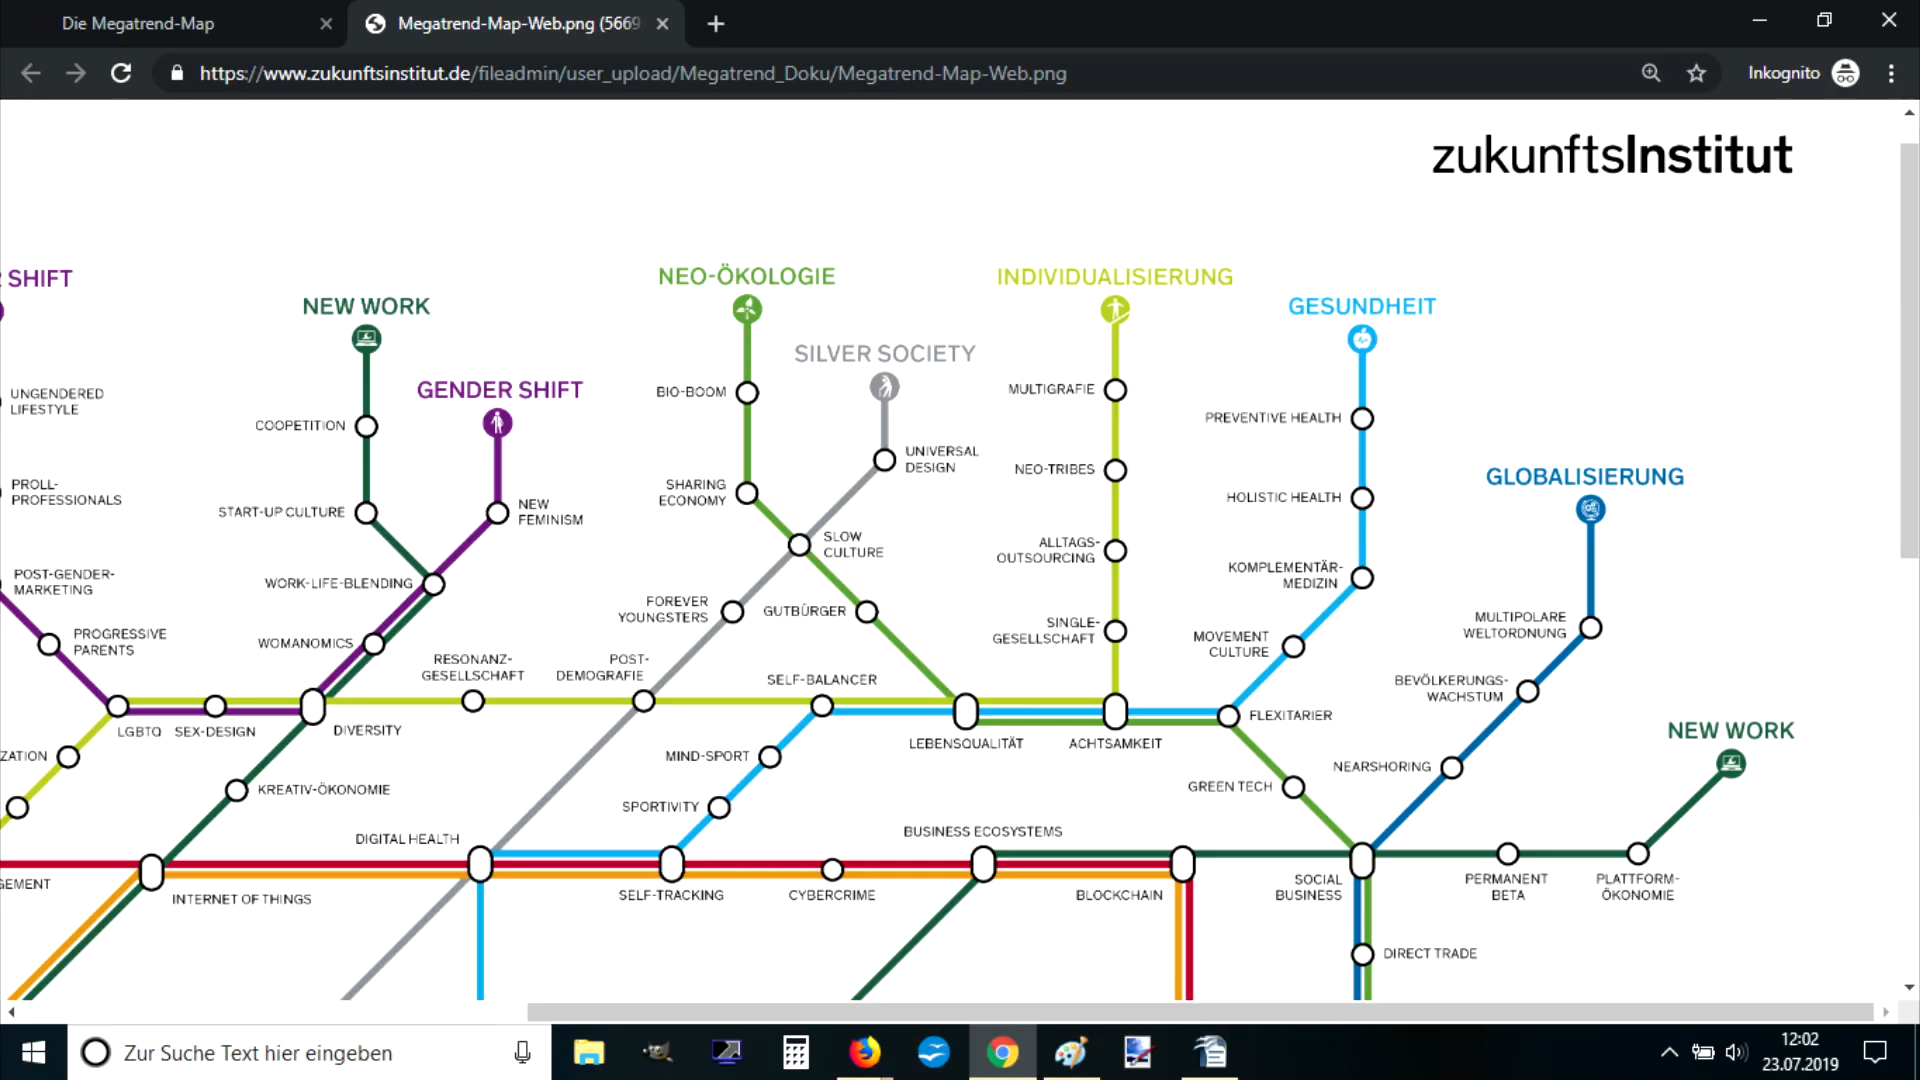 Die Megatrend-Map
Megatrend-Map-Web.png (5669
https://www.zukunftsinstitut.de/fileadmin/user_upload/Megatrend_Doku/Megatrend-Map-Web.png
Inkognito
zukunftsInstitut
SHIFT
NEW WORK
GENDER SHIFT
NEO-ÖKOLOGIE
SILVER SOCIETY
INDIVIDUALISIERUNG
GESUNDHEIT
GLOBALISIERUNG
NEW WORK
UNGENDERED
LIFESTYLE
COOPETITION
BIO-BOOM
UNIVERSAL
DESIGN
MULTIGRAFIE
PREVENTIVE HEALTH
PROLL-
PROFESSIONALS
START-UP CULTURE
NEW
FEMINISM
SHARING
ECONOMY
NEO-TRIBES
HOLISTIC HEALTH
SLOW
CULTURE
ALLTAGS-
OUTSOURCING
POST-GENDER-
MARKETING
WORK-LIFE-BLENDING
KOMPLEMENTÄR-
MEDIZIN
FOREVER
YOUNGSTERS
GUTBÜRGER
SINGLE-
GESELLSCHAFT
MULTIPOLARE
WELTORDNUNG
PROGRESSIVE
PARENTS
WOMANOMICS
MOVEMENT
CULTURE
RESONANZ-
GESELLSCHAFT
POST-
DEMOGRAFIE
SELF-BALANCER
BEVÖLKERUNGS-
WACHSTUM
LGBTQ
SEX-DESIGN
DIVERSITY
FLEXITARIER
LEBENSQUALITÄT
ACHTSAMKEIT
ZATION
MIND-SPORT
NEARSHORING
KREATIV-ÖKONOMIE
SPORTIVITY
GREEN TECH
DIGITAL HEALTH
BUSINESS ECOSYSTEMS
GEMENT
INTERNET OF THINGS
SELF-TRACKING
CYBERCRIME
BLOCKCHAIN
SOCIAL
BUSINESS
PERMANENT
BETA
PLATTFORM-
ÖKONOMIE
DIRECT TRADE
Zur Suche Text hier eingeben
12:02
23.07.2019